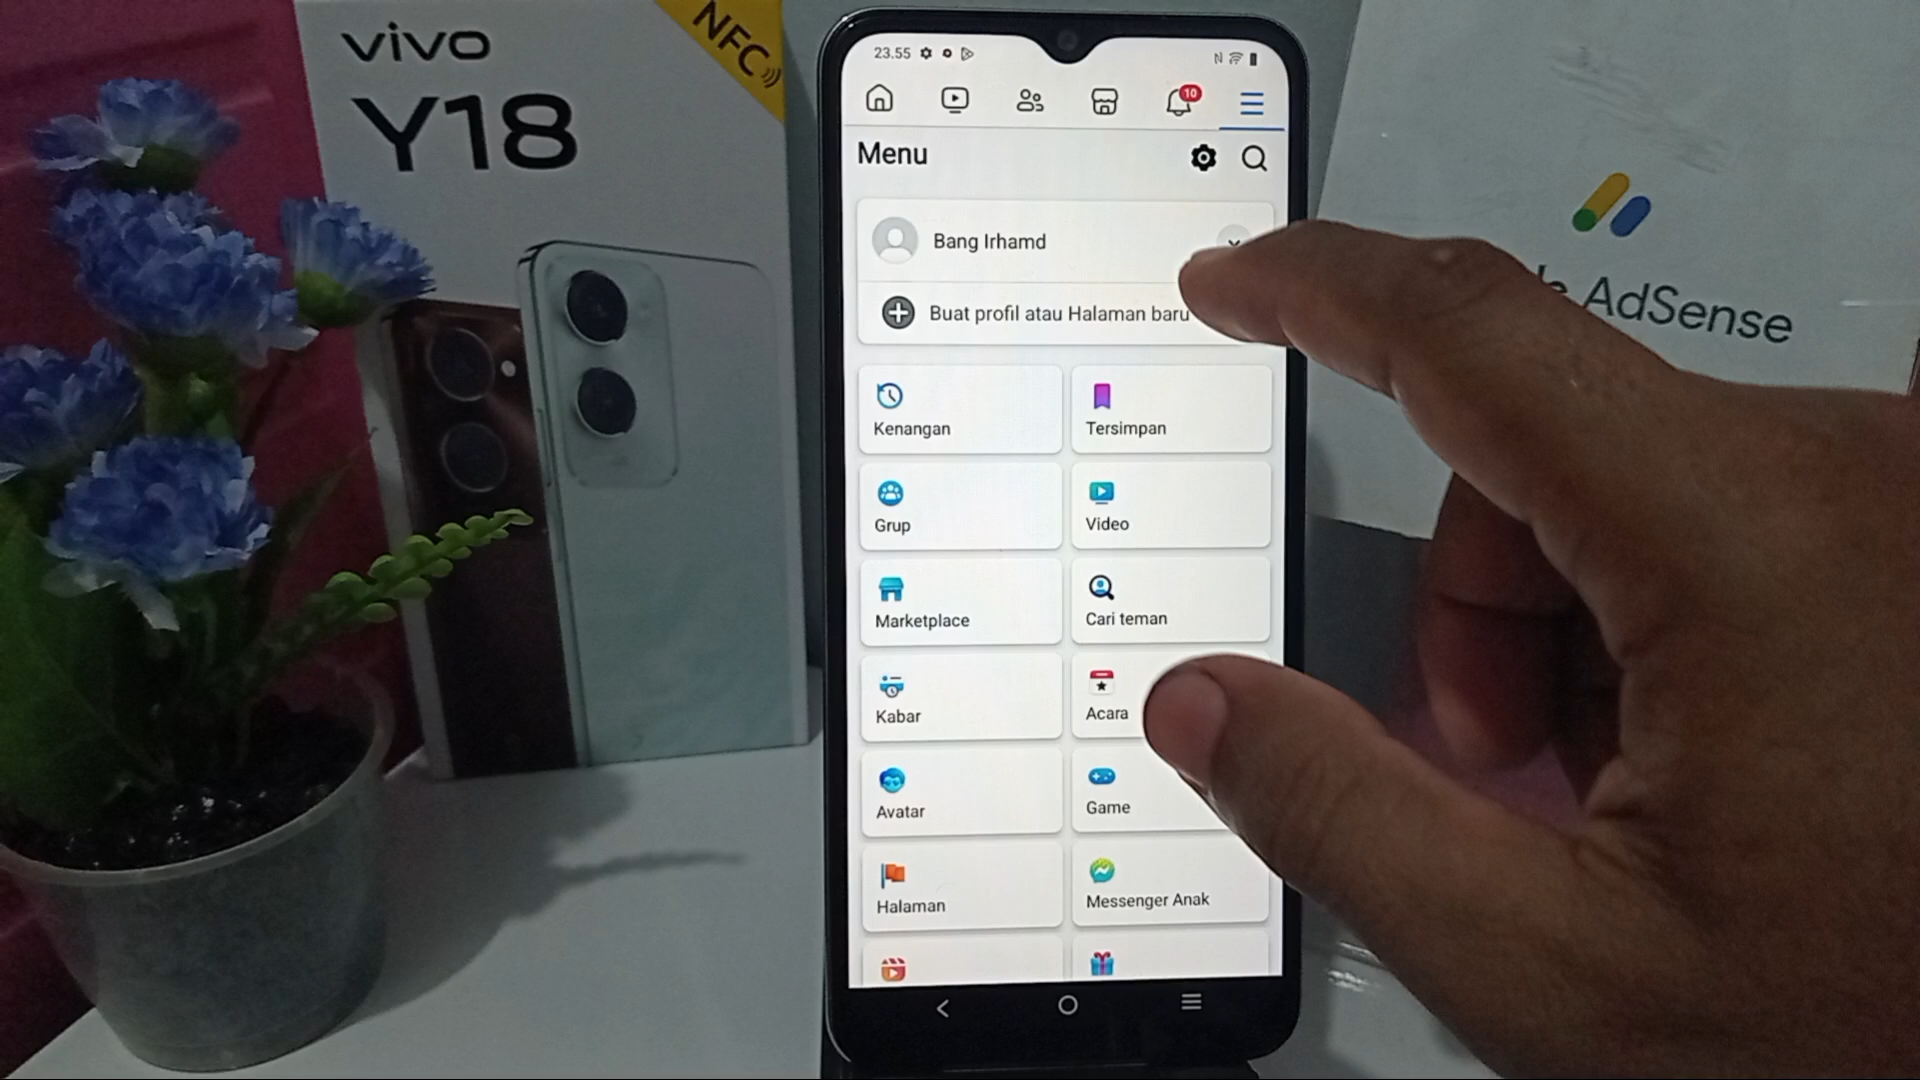 vivo
Y18
NFC
23.55
10
Menu
Bang Irhamd
Buat profil atau Halaman baru
Kenangan
Tersimpan
Grup
Video
Marketplace
Cari teman
Kabar
Acara
Avatar
Game
Halaman
Messenger Anak
AdSense